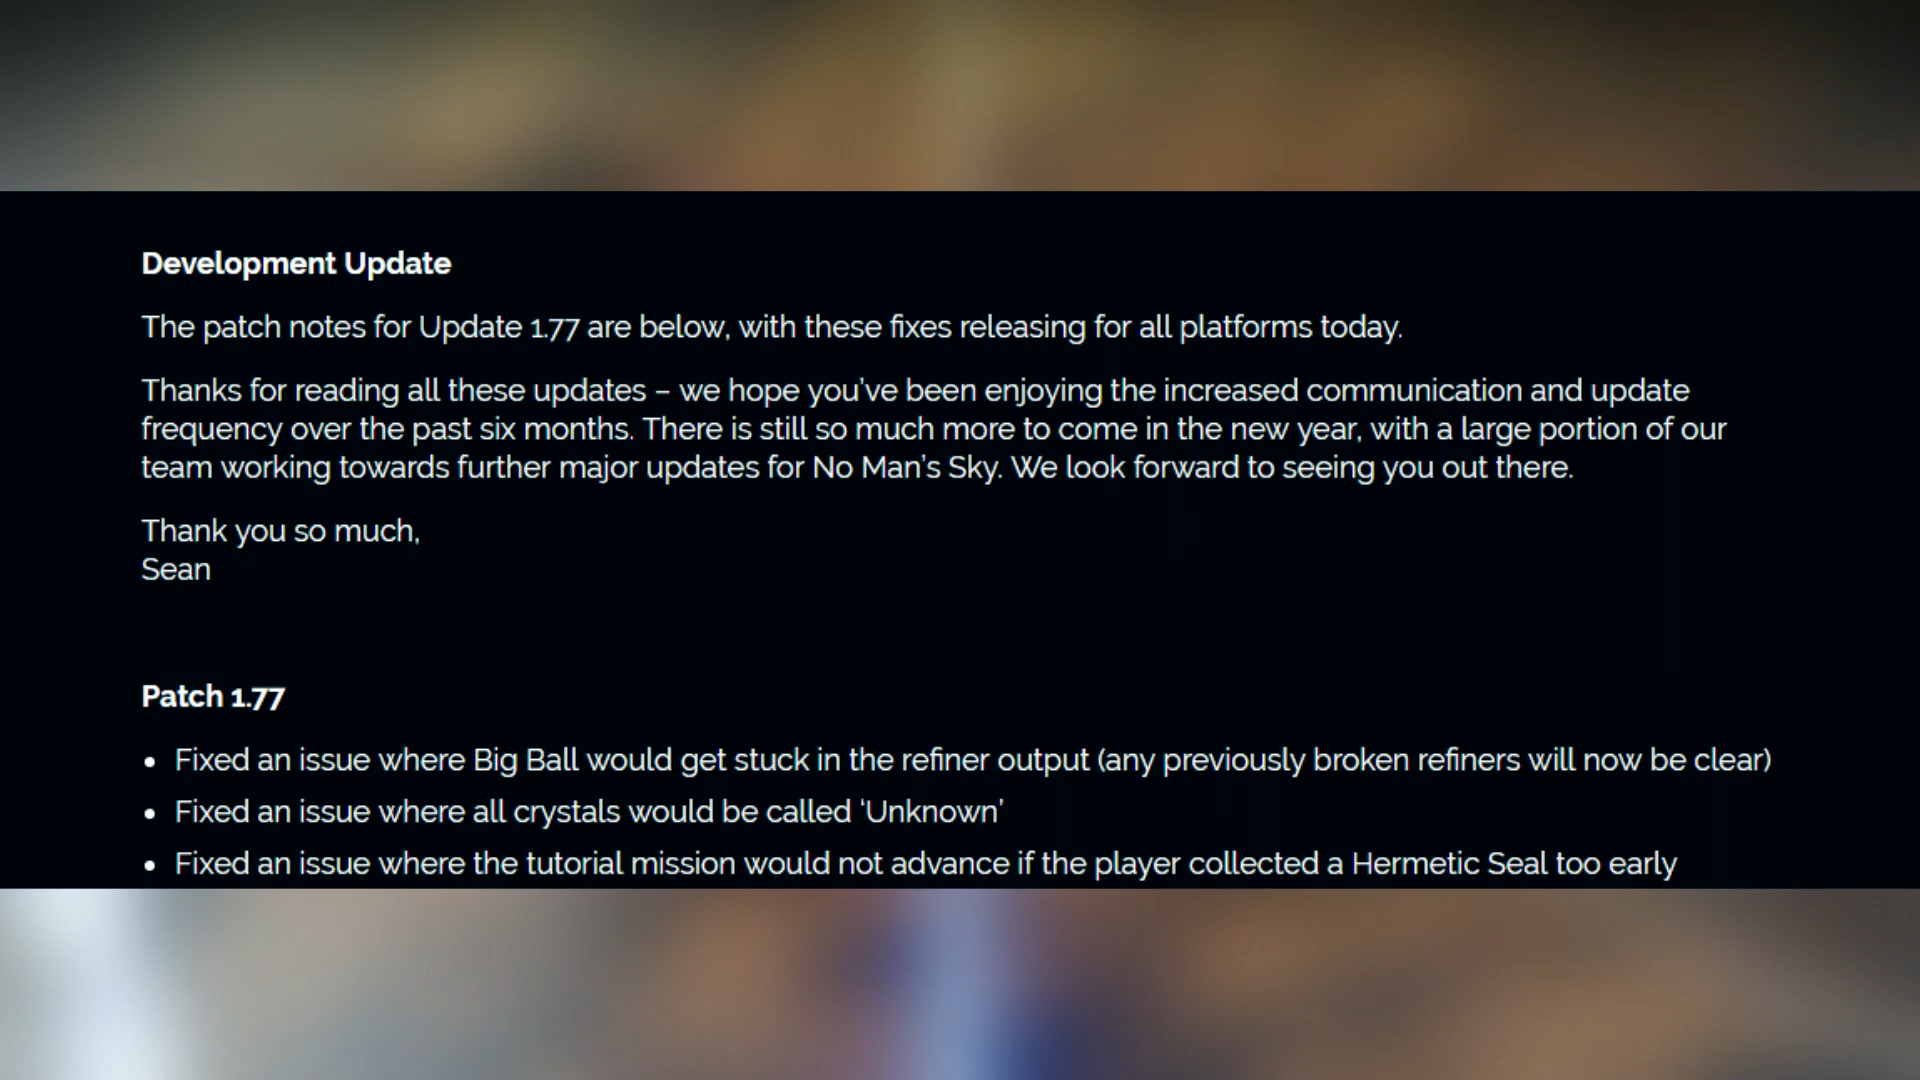 Development Update
The patch notes for Update 1.77 are below, with these fixes releasing for all platforms today.
Thanks for reading all these updates – we hope you’ve been enjoying the increased communication and update
frequency over the past six months. There is still so much more to come in the new year, with a large portion of our
team working towards further major updates for No Man’s Sky. We look forward to seeing you out there.
Thank you so much,
Sean
Patch 1.77
• Fixed an issue where Big Ball would get stuck in the refiner output (any previously broken refiners will now be clear)
• Fixed an issue where all crystals would be called ‘Unknown’
• Fixed an issue where the tutorial mission would not advance if the player collected a Hermetic Seal too early